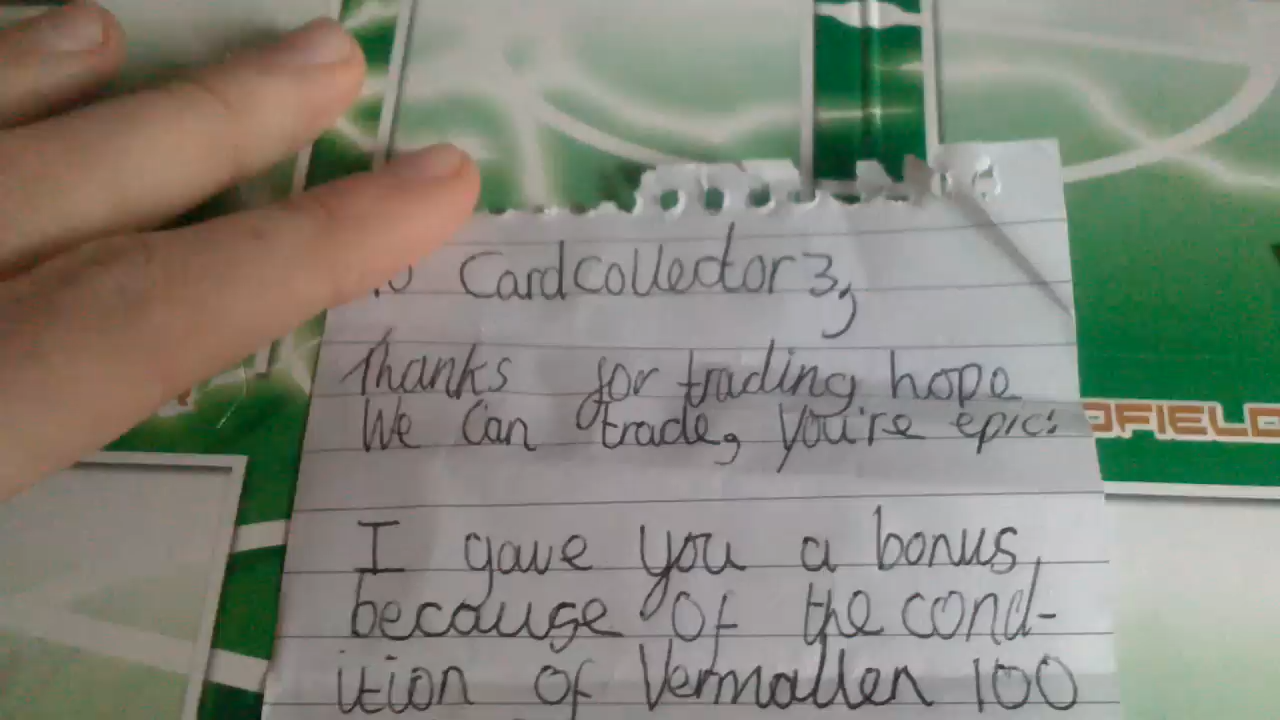 Cardcollector3,
Thanks for trading hope
We Can trade, you're epic!
I gave you a bonus,
because of the cond-
ition of Vermallen 100
DFIELD